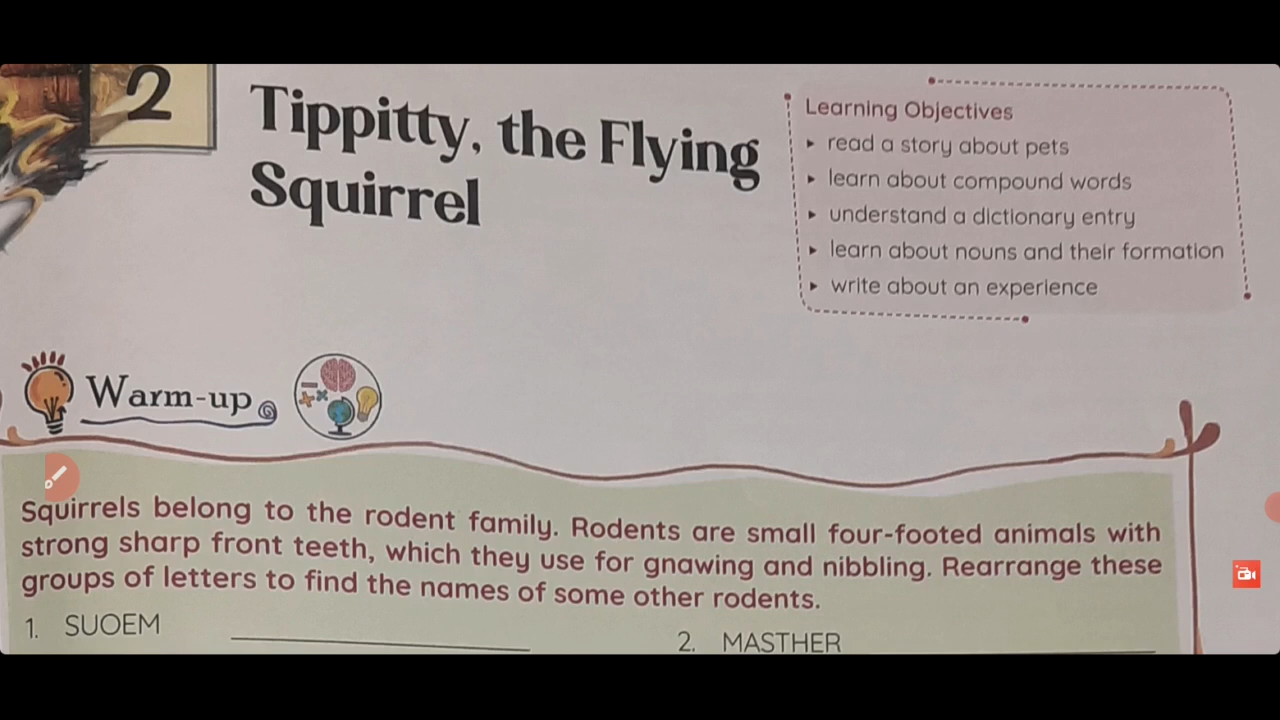 2
Tippitty, the Flying
Squirrel
Learning Objectives
▸ read a story about pets
▸ learn about compound words
▸ understand a dictionary entry
▸ learn about nouns and their formation
▸ write about an experience
Warm-up
Squirrels belong to the rodent family. Rodents are small four-footed animals with
strong sharp front teeth, which they use for gnawing and nibbling. Rearrange these
groups of letters to find the names of some other rodents.
1. SUOEM
2. MASTHER